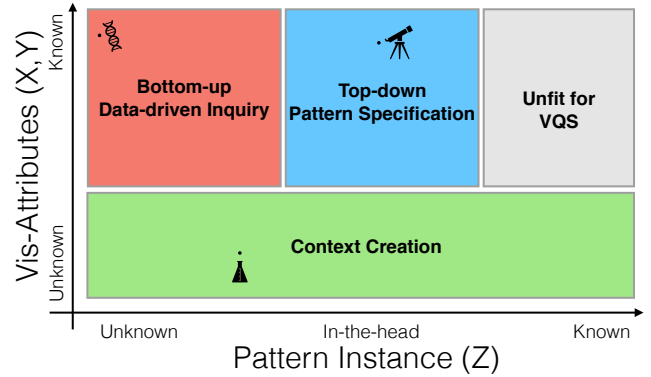 Vis-Attributes (X,Y)
Known
Unknown
Bottom-up
Data-driven Inquiry
Top-down
Pattern Specification
Unfit for
VQS
Context Creation
Unknown
In-the-head
Known
Pattern Instance (Z)